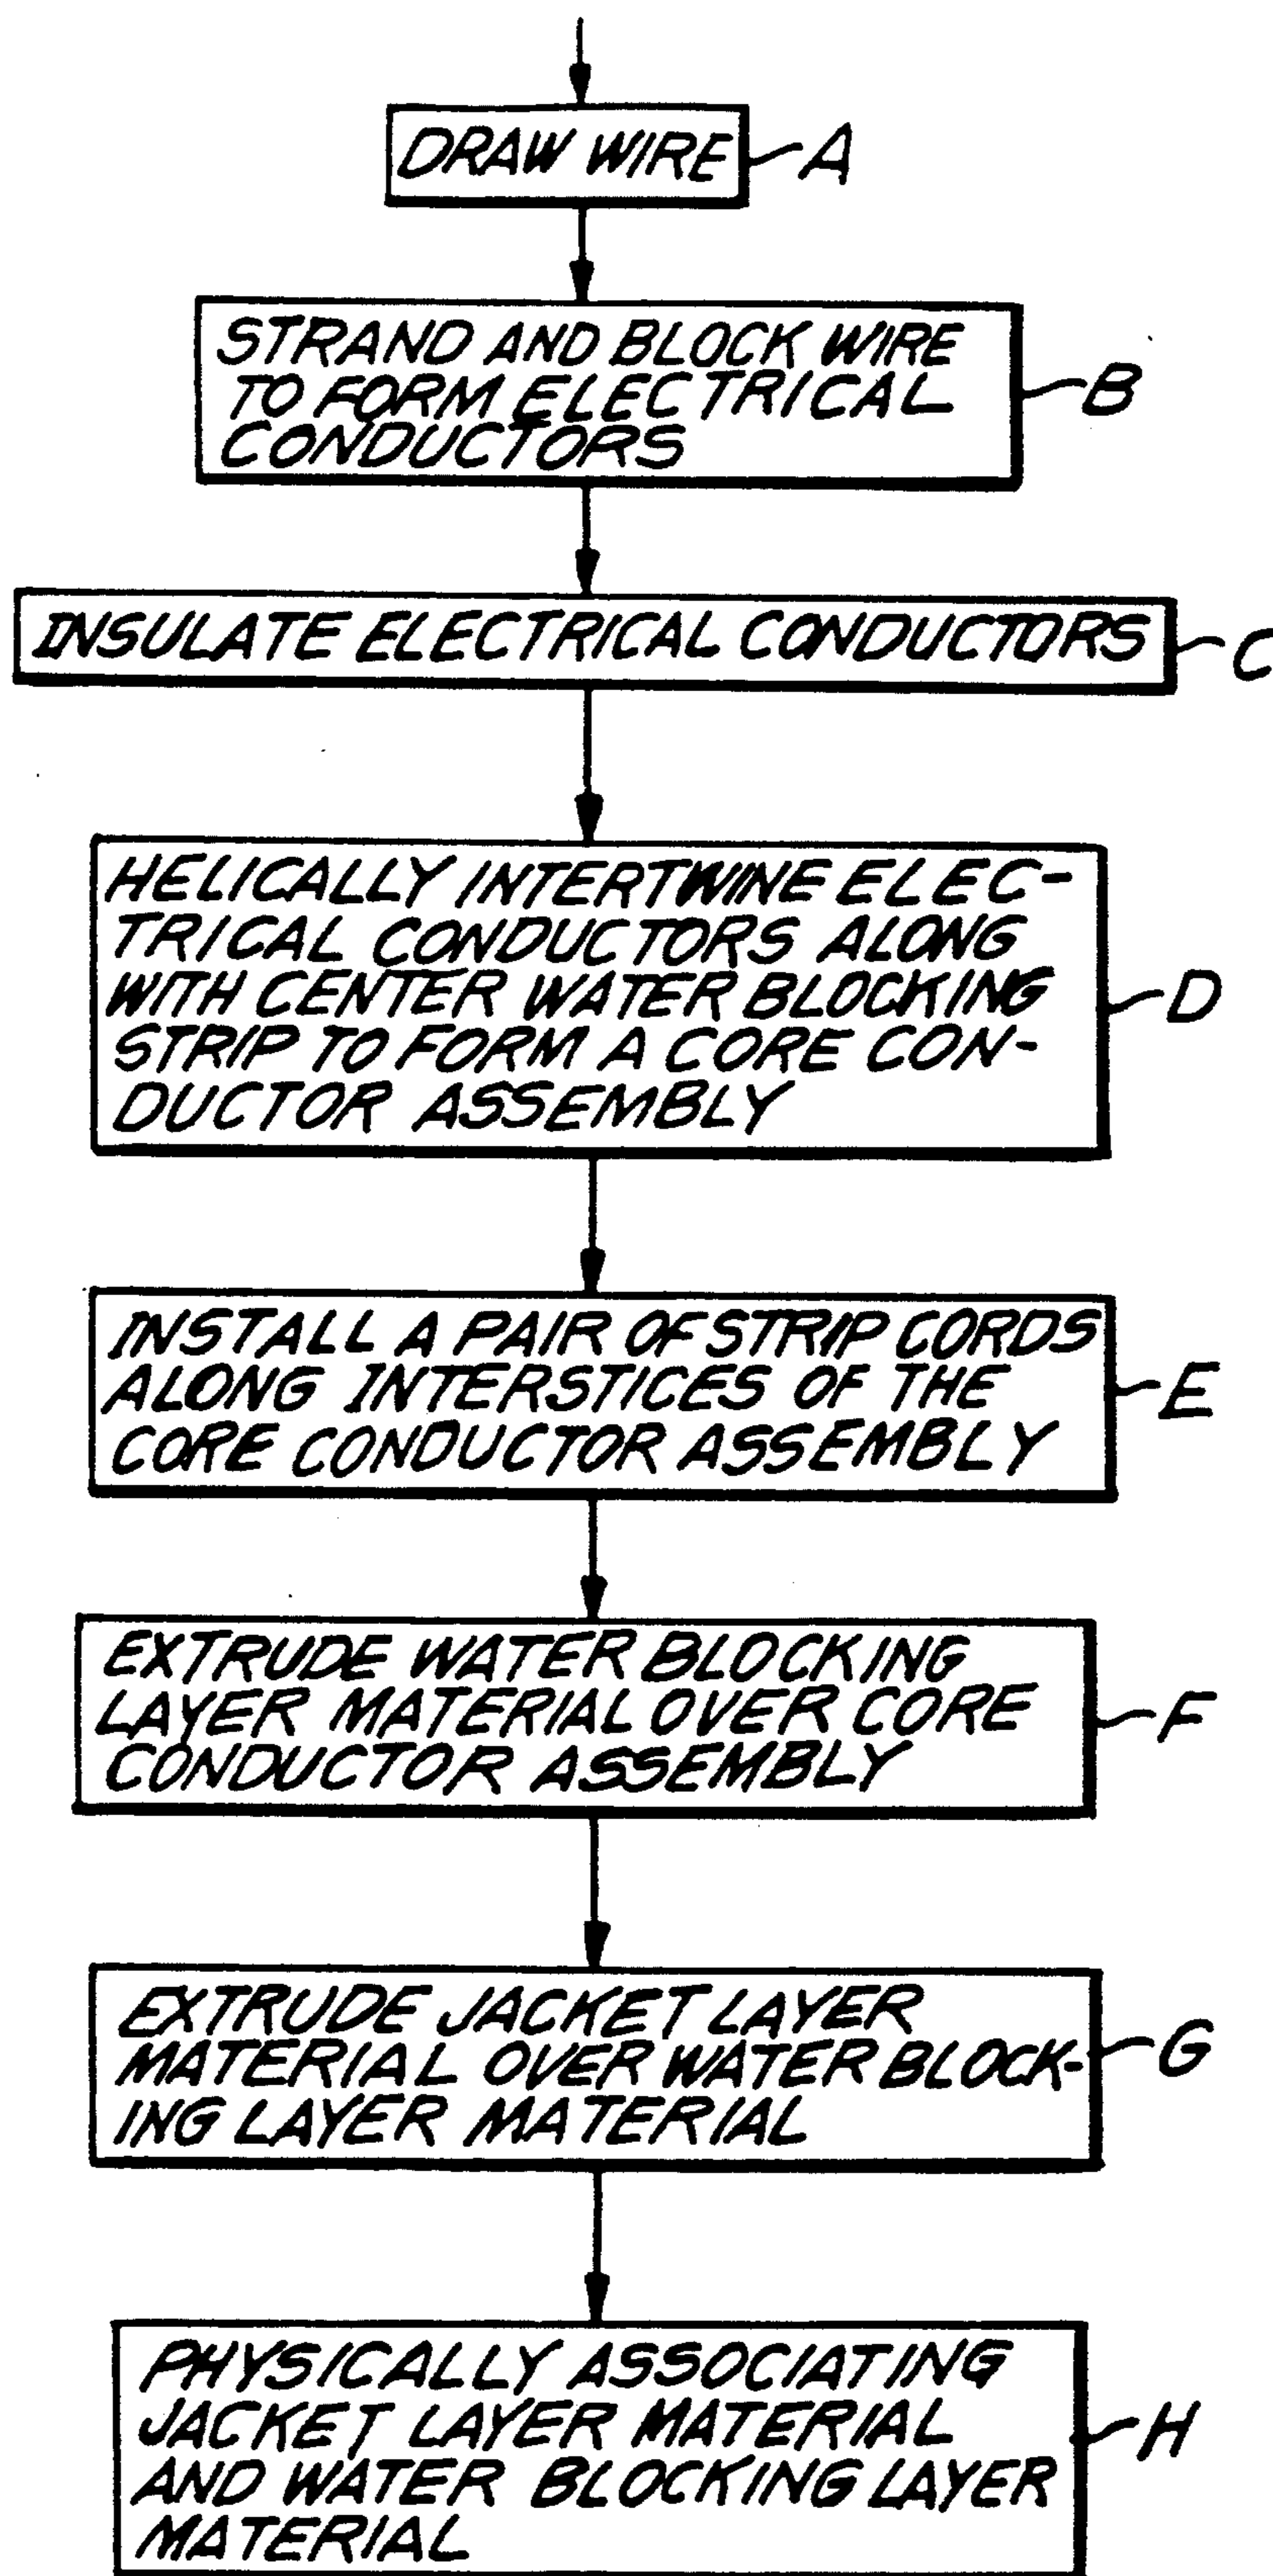 DRAW WIRE
A
STRAND AND BLOCK WIRE
TO FORM ELECTRICAL
CONDUCTORS
B
INSULATE ELECTRICAL CONDUCTORS
C
HELICALLY INTERTWINE ELEC-
TRICAL CONDUCTORS ALONG
WITH CENTER WATER BLOCKING
STRIP TO FORM A CORE CON-
DUCTOR ASSEMBLY
D
INSTALL A PAIR OF STRIP CORDS
ALONG INTERSTICES OF THE
CORE CONDUCTOR ASSEMBLY
E
EXTRUDE WATER BLOCKING
LAYER MATERIAL OVER CORE
CONDUCTOR ASSEMBLY
F
EXTRUDE JACKET LAYER
MATERIAL OVER WATER BLOCK-
ING LAYER MATERIAL
G
PHYSICALLY ASSOCIATING
JACKET LAYER MATERIAL
AND WATER BLOCKING LAYER
MATERIAL
H